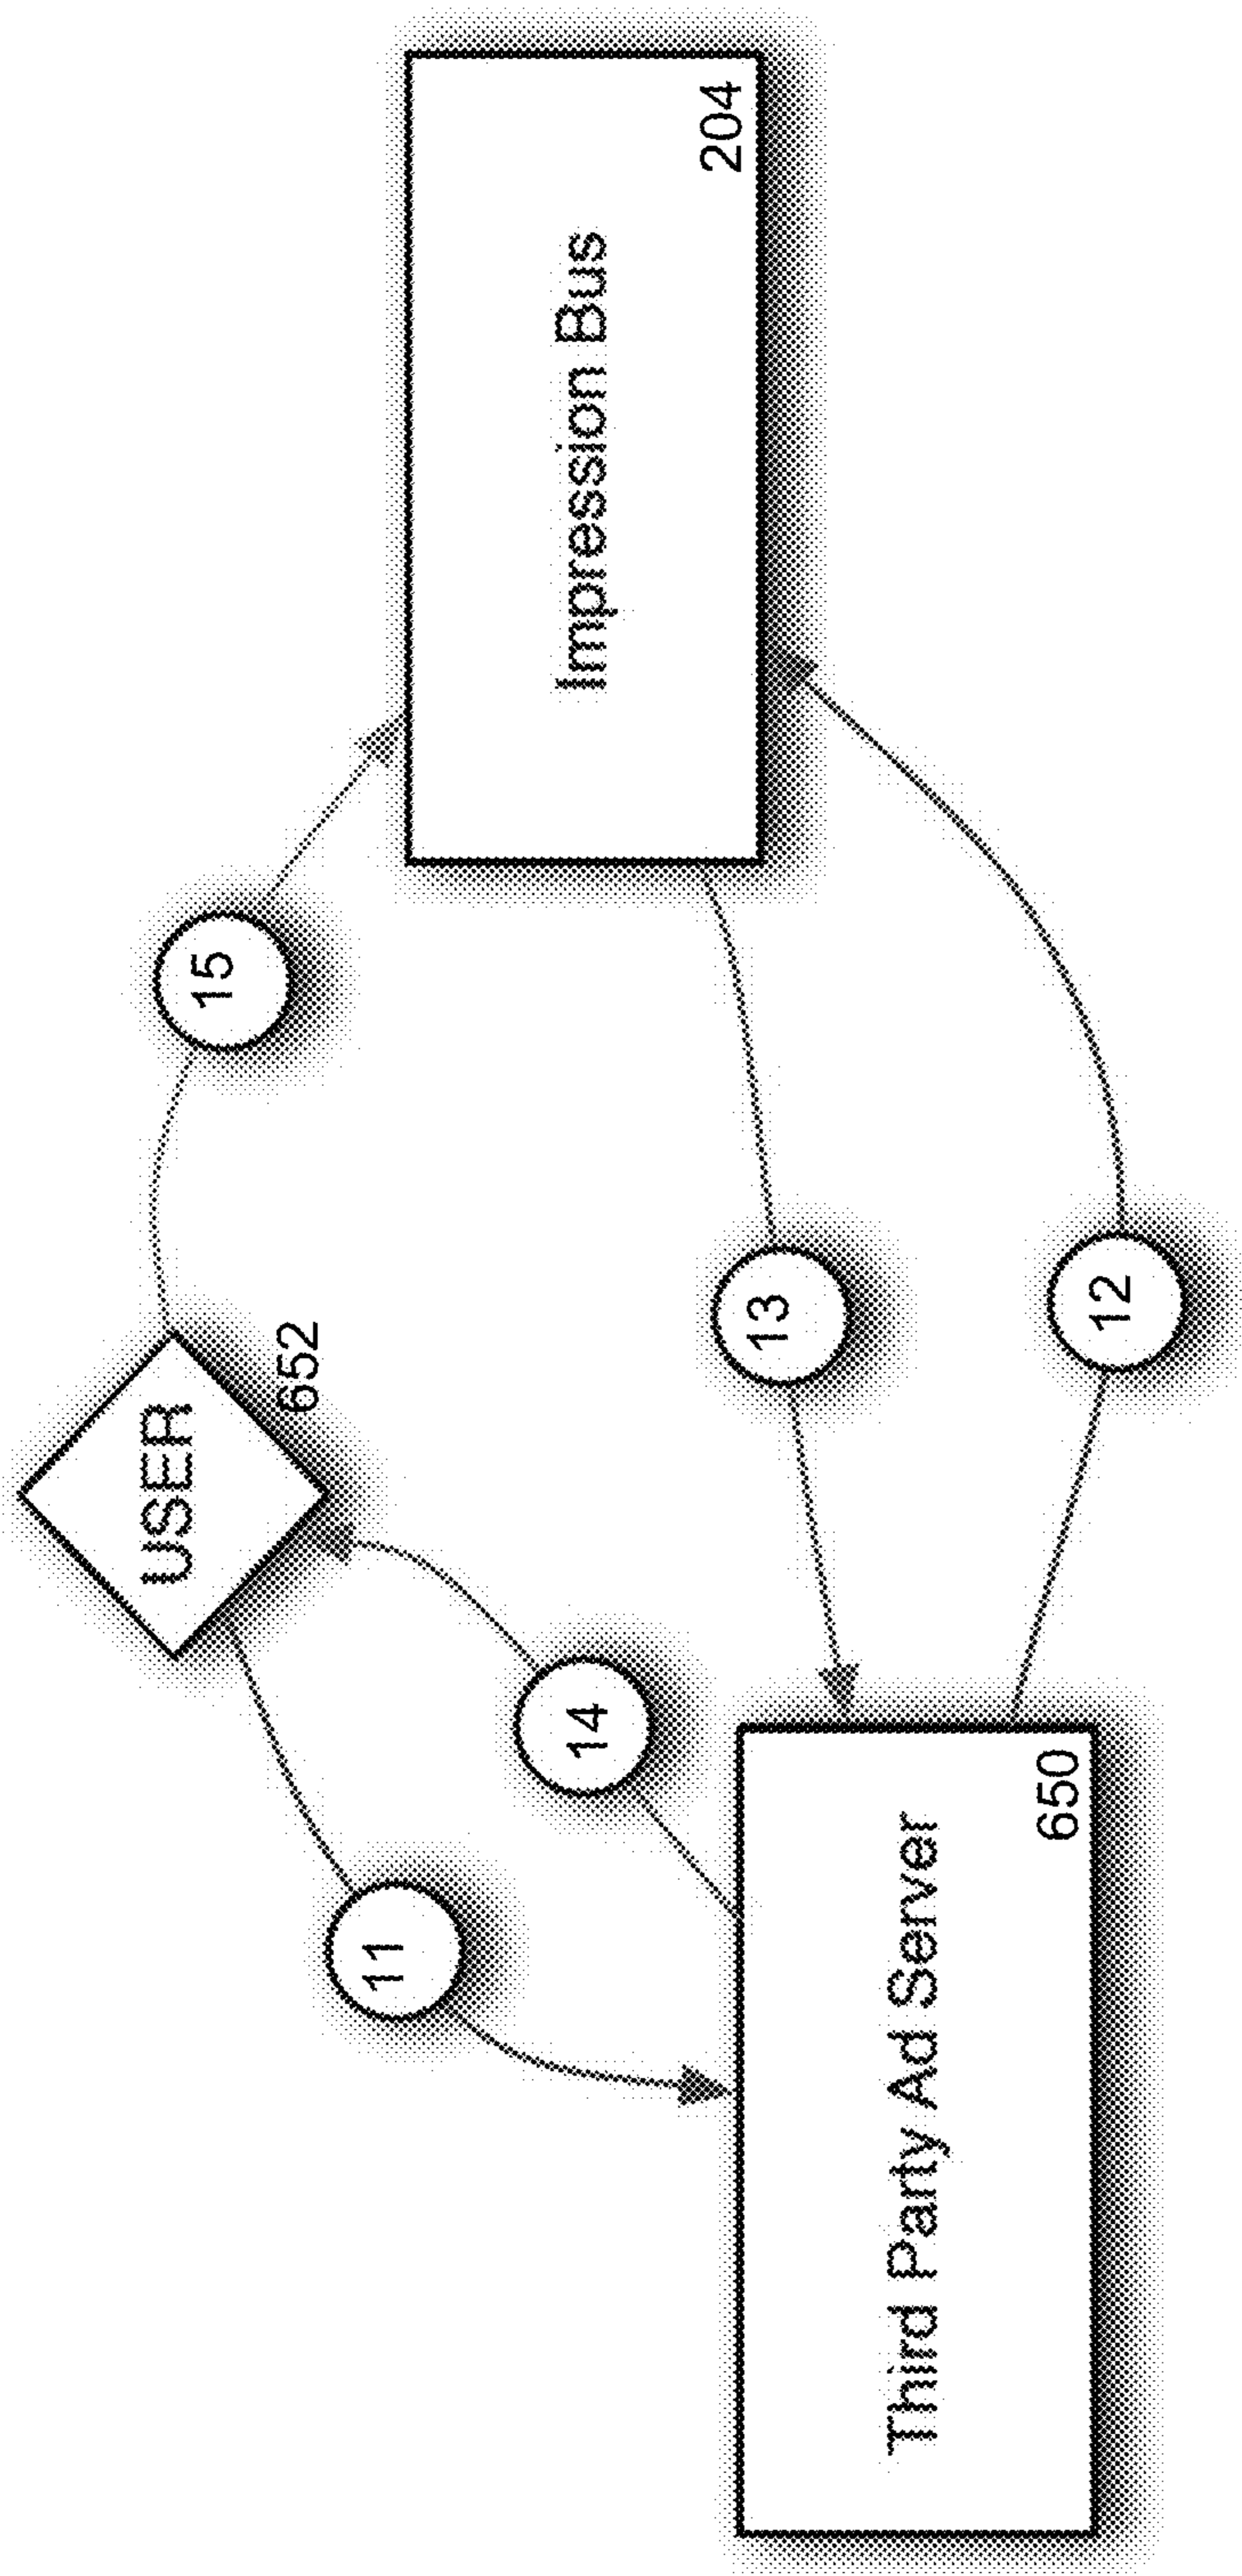 USER
652
15
11
14
13
12
Impression Bus
204
Third Party Ad Server
650